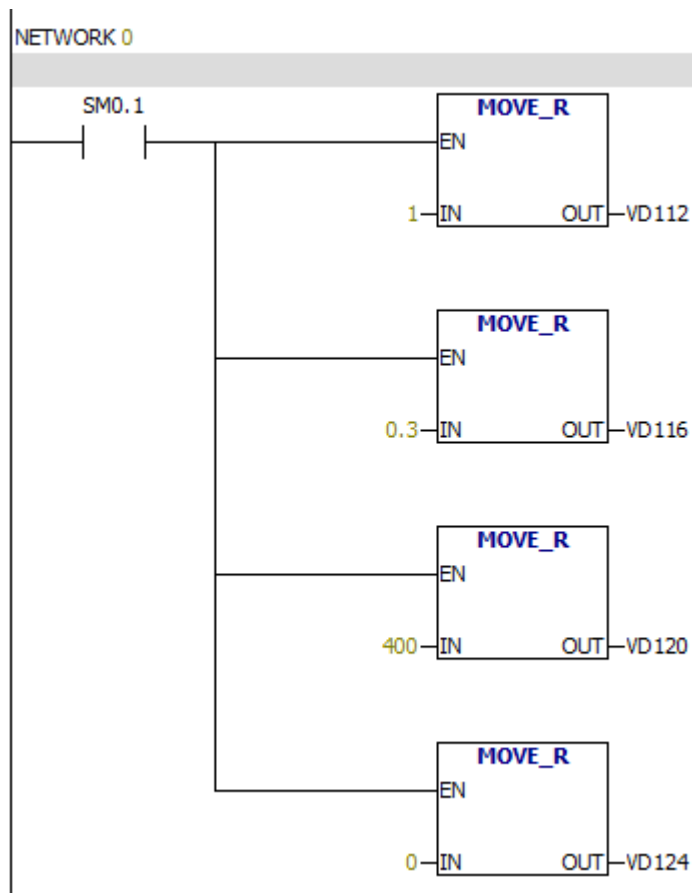 NETWORK 0
SM0.1
MOVE_R
EN
1 IN OUT VD112
MOVE_R
EN
0.3 IN OUT VD116
MOVE_R
EN
400 IN OUT VD120
MOVE_R
EN
0 IN OUT VD124